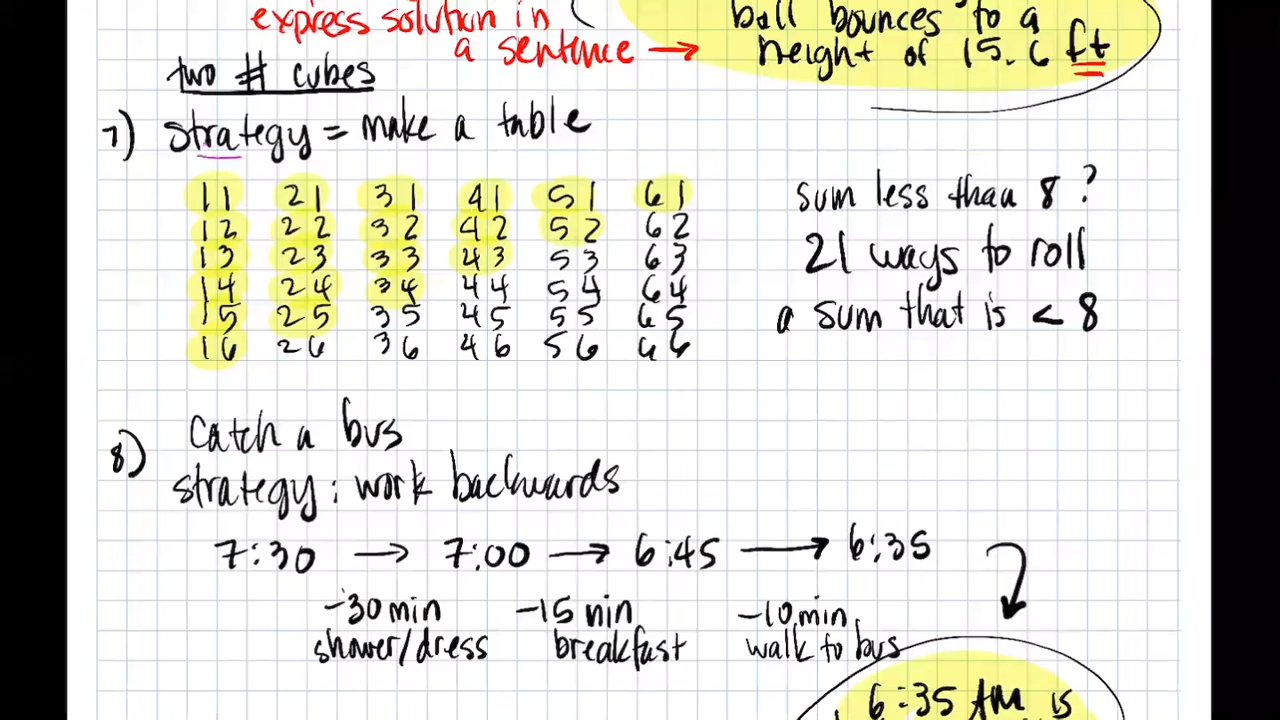 express solution in
a sentence →
ball bounces to a
height of 15.6 ft
two # cubes
7) strategy = make a table
11 21 31 41 51 61
12 22 32 42 52 62
13 23 33 43 53 63
14 24 34 44 54 64
15 25 35 45 55 65
16 26 36 46 56 66
sum less than 8 ?
21 ways to roll
a sum that is < 8
8) Catch a bus
strategy : work backwards
7:30 → 7:00 → 6:45 → 6:35
-30 min -15 nin -10 min
shower/dress breakfast walk to bus
6:35 AM is